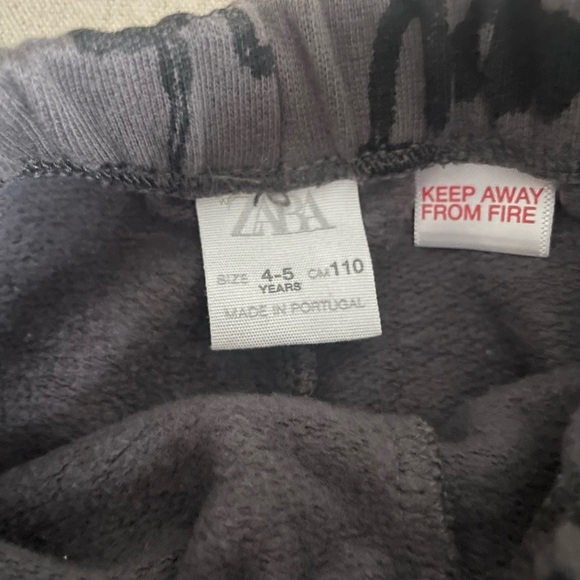 ZARA
SIZE 4-5 YEARS CM 110
MADE IN PORTUGAL
KEEP AWAY
FROM FIRE